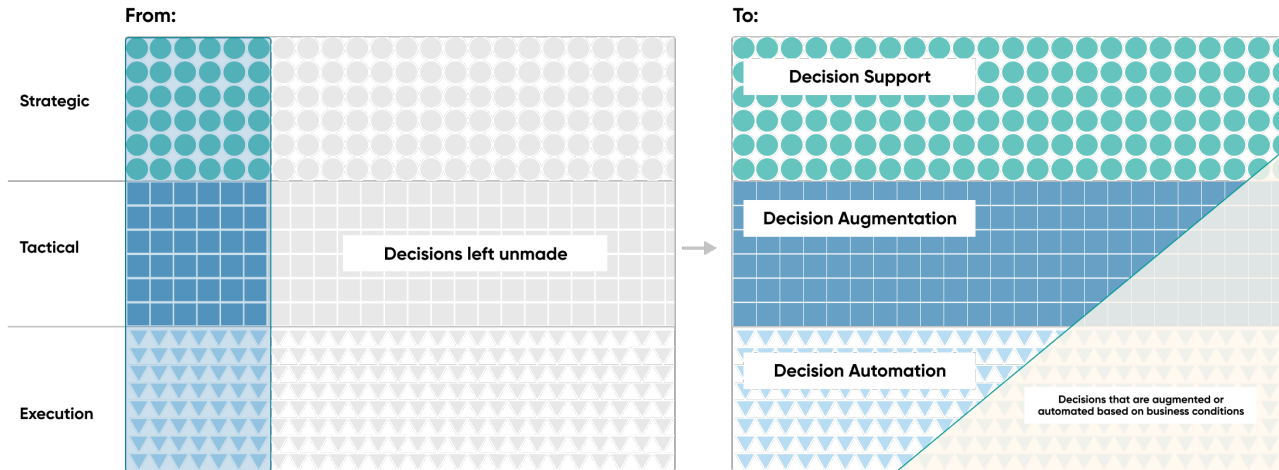 From:
To:
Strategic
Decision Support
Tactical
Decisions left unmade
Decision Augmentation
Execution
Decision Automation
Decisions that are augmented or
automated based on business conditions